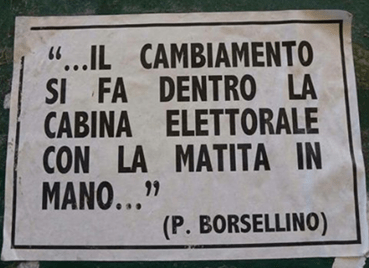 “...IL CAMBIAMENTO
SI FA DENTRO LA
CABINA ELETTORALE
CON LA MATITA IN
MANO...”
(P. BORSELLINO)